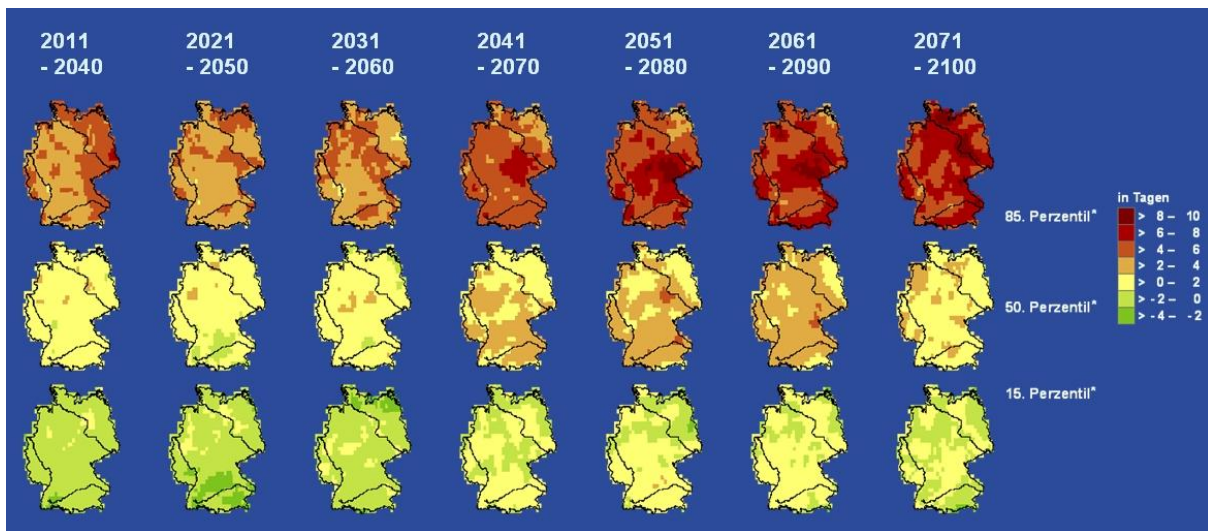 2011
- 2040
2021
- 2050
2031
- 2060
2041
- 2070
2051
- 2080
2061
- 2090
2071
- 2100
85. Perzentil*
50. Perzentil*
15. Perzentil*
in Tagen
> 8 – 10
> 6 – 8
> 4 – 6
> 2 – 4
> 0 – 2
> -2 – 0
> -4 – -2